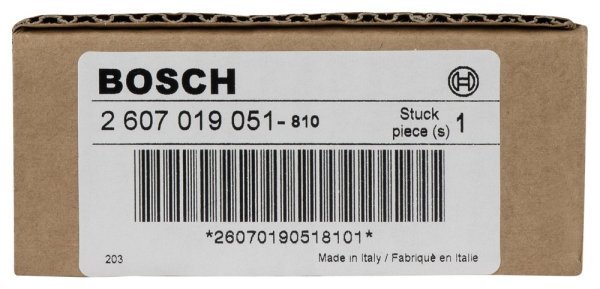 BOSCH
2 607 019 051-810
Stuck
piece (s) 1
*26070190518101*
203
Made in Italy / Fabriqué en Italie